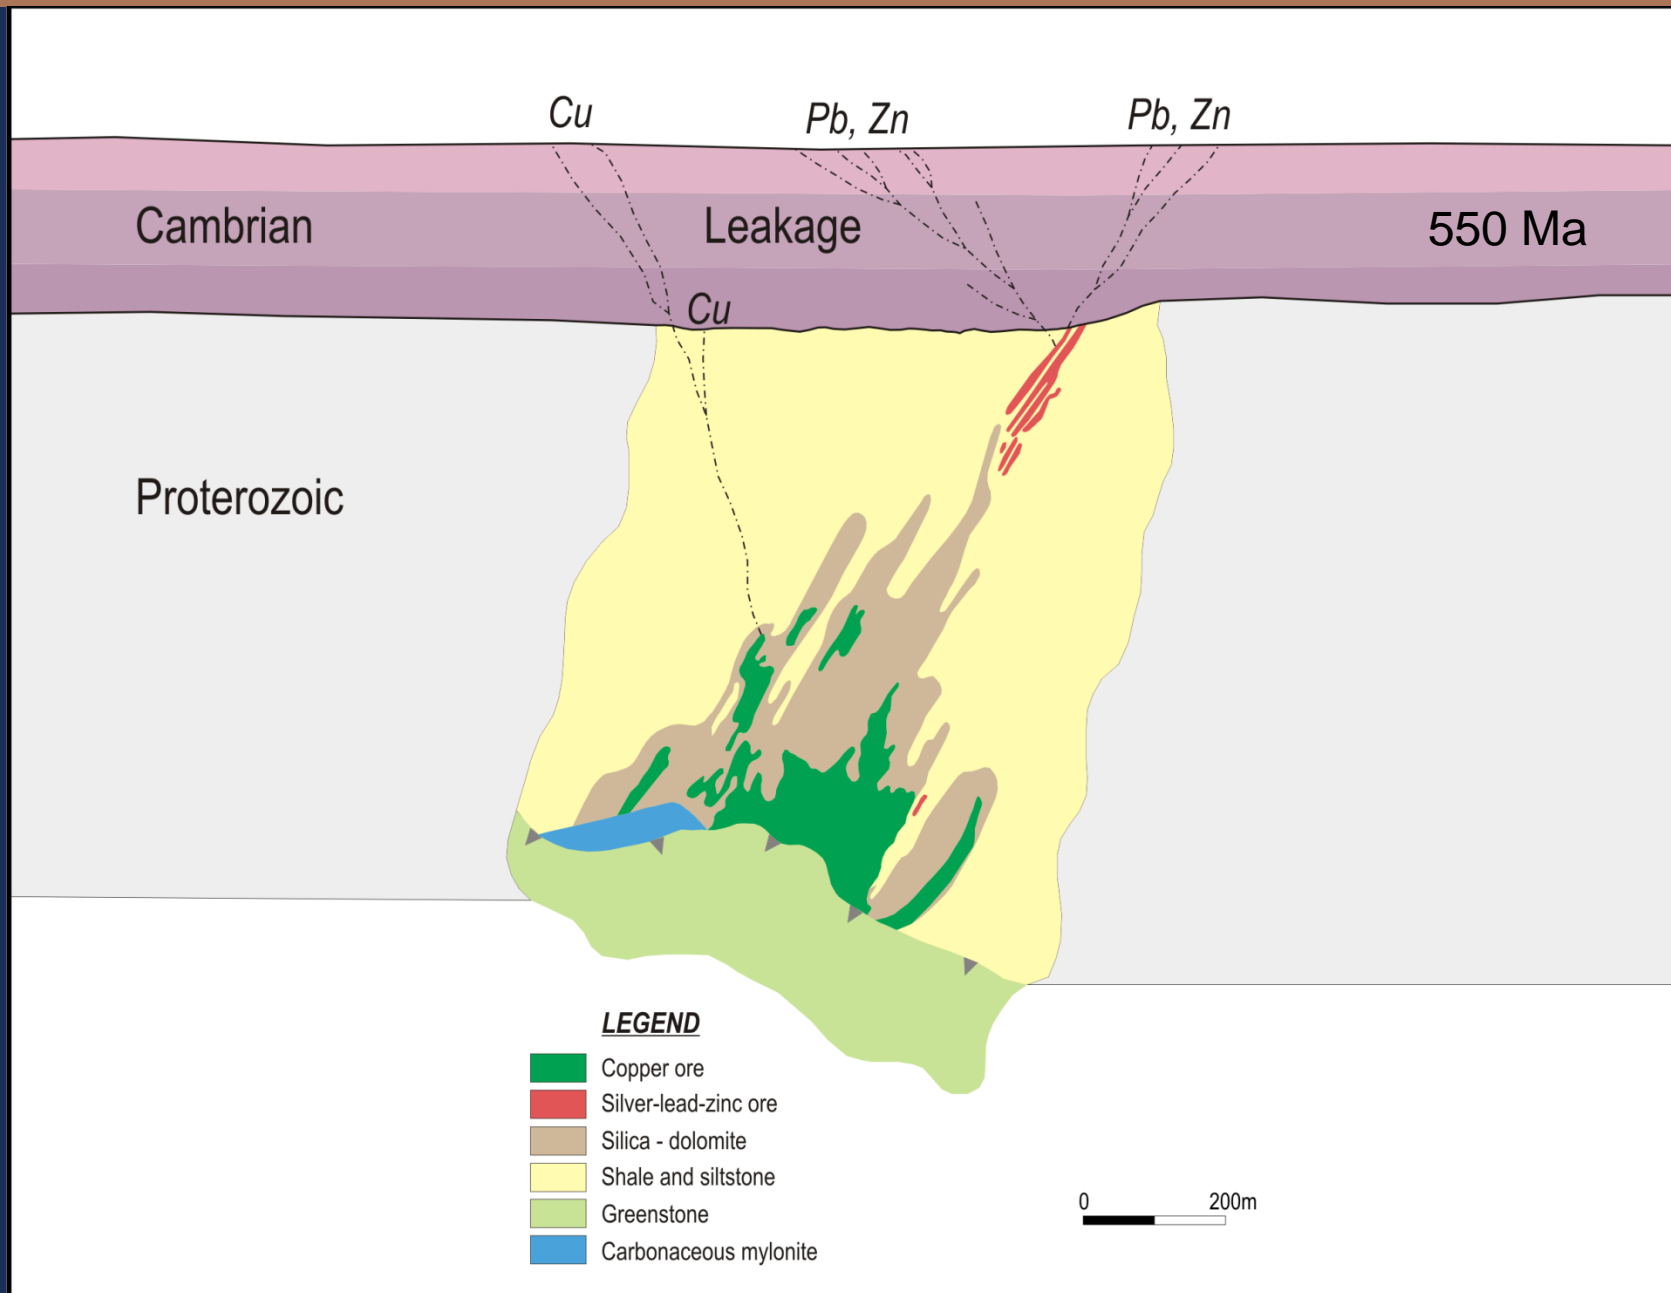 Cu
Pb, Zn
Pb, Zn
Cambrian
Leakage
550 Ma
Cu
Proterozoic
LEGEND
Copper ore
Silver-lead-zinc ore
Silica - dolomite
Shale and siltstone
Greenstone
Carbonaceous mylonite
0 200m